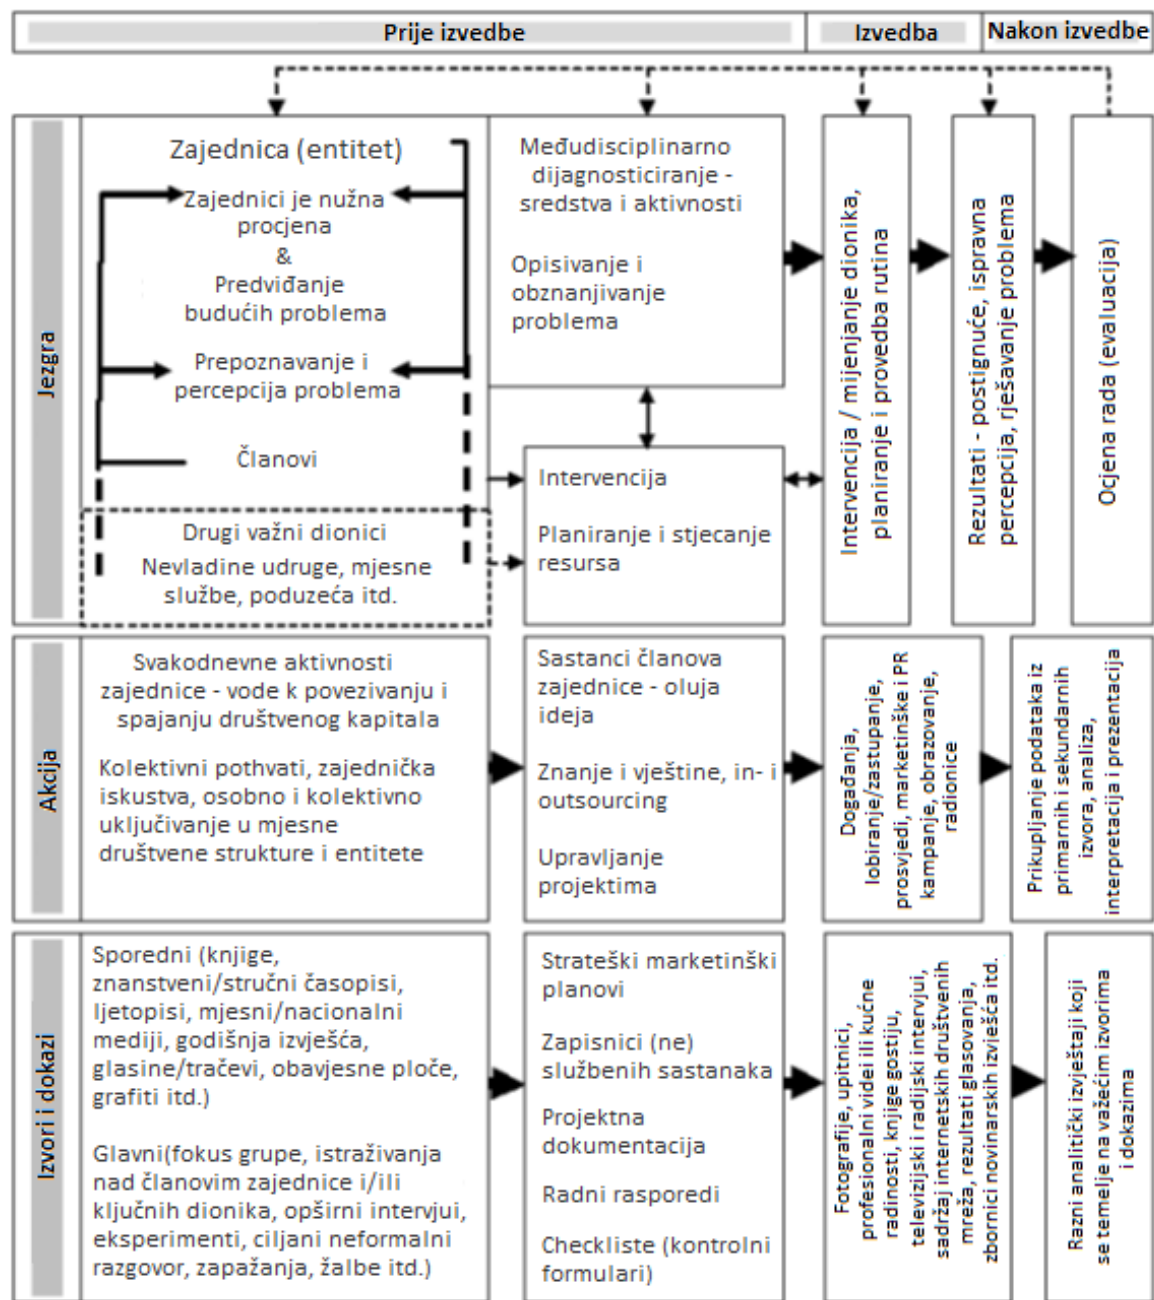 Prije izvedbe
Izvedba
Nakon izvedbe
Jezgra
Zajednica (entitet)
Zajednici je nužna
procjena
&
Predviđanje
budućih problema
Prepoznavanje i
percepcija problema
Članovi
Drugi važni dionici
Nevladine udruge, mjesne
službe, poduzeća itd.
Međudisciplinarno
dijagnosticiranje -
sredstva i aktivnosti
Opisivanje i
obznanjivanje
problema
Intervencija
Planiranje i stjecanje
resursa
Intervencija / mijenjanje dionika,
planiranje i provedba rutina
Rezultati - postignuće, ispravna
percepcija, rješavanje problema
Ocjena rada (evaluacija)
Akcija
Svakodnevne aktivnosti
zajednice - vode k povezivanju i
spajanju društvenog kapitala
Kolektivni pothvati, zajednička
iskustva, osobno i kolektivno
uključivanje u mjesne
društvene strukture i entitete
Sastanci članova
zajednice - oluja
ideja
Znanje i vještine, in- i
outsourcing
Upravljanje
projektima
Događanja,
lobiranje/zastupanje,
prosvjedi, marketinške i PR
kampanje, obrazovanje,
radionice
Prikupljanje podataka iz
primarnih i sekundarnih
izvora, analiza,
interpretacija i prezentacija
Izvori i dokazi
Sporedni (knjige,
znanstveni/stručni časopisi,
ljetopisi, mjesni/nacionalni
mediji, godišnja izvješća,
glasine/tračevi, obavjesne ploče,
grafiti itd.)
Glavni(fokus grupe, istraživanja
nad članovim zajednice i/ili
ključnih dionika, opširni intervjui,
eksperimenti, ciljani neformalni
razgovor, zapažanja, žalbe itd.)
Strateški marketinški
planovi
Zapisnici (ne)
službenih sastanaka
Projektna
dokumentacija
Radni rasporedi
Checkliste (kontrolni
formulari)
Fotografije, upitnici,
profesionalni videi ili kućne
radinosti, knjige gostiju,
televizijski i radijski intervjui,
sadržaj internetskih društvenih
mreža, rezultati glasovanja,
zbornici novinarskih izvješća itd.
Razni analitički izvještaji koji
se temelje na važećim izvorima
i dokazima